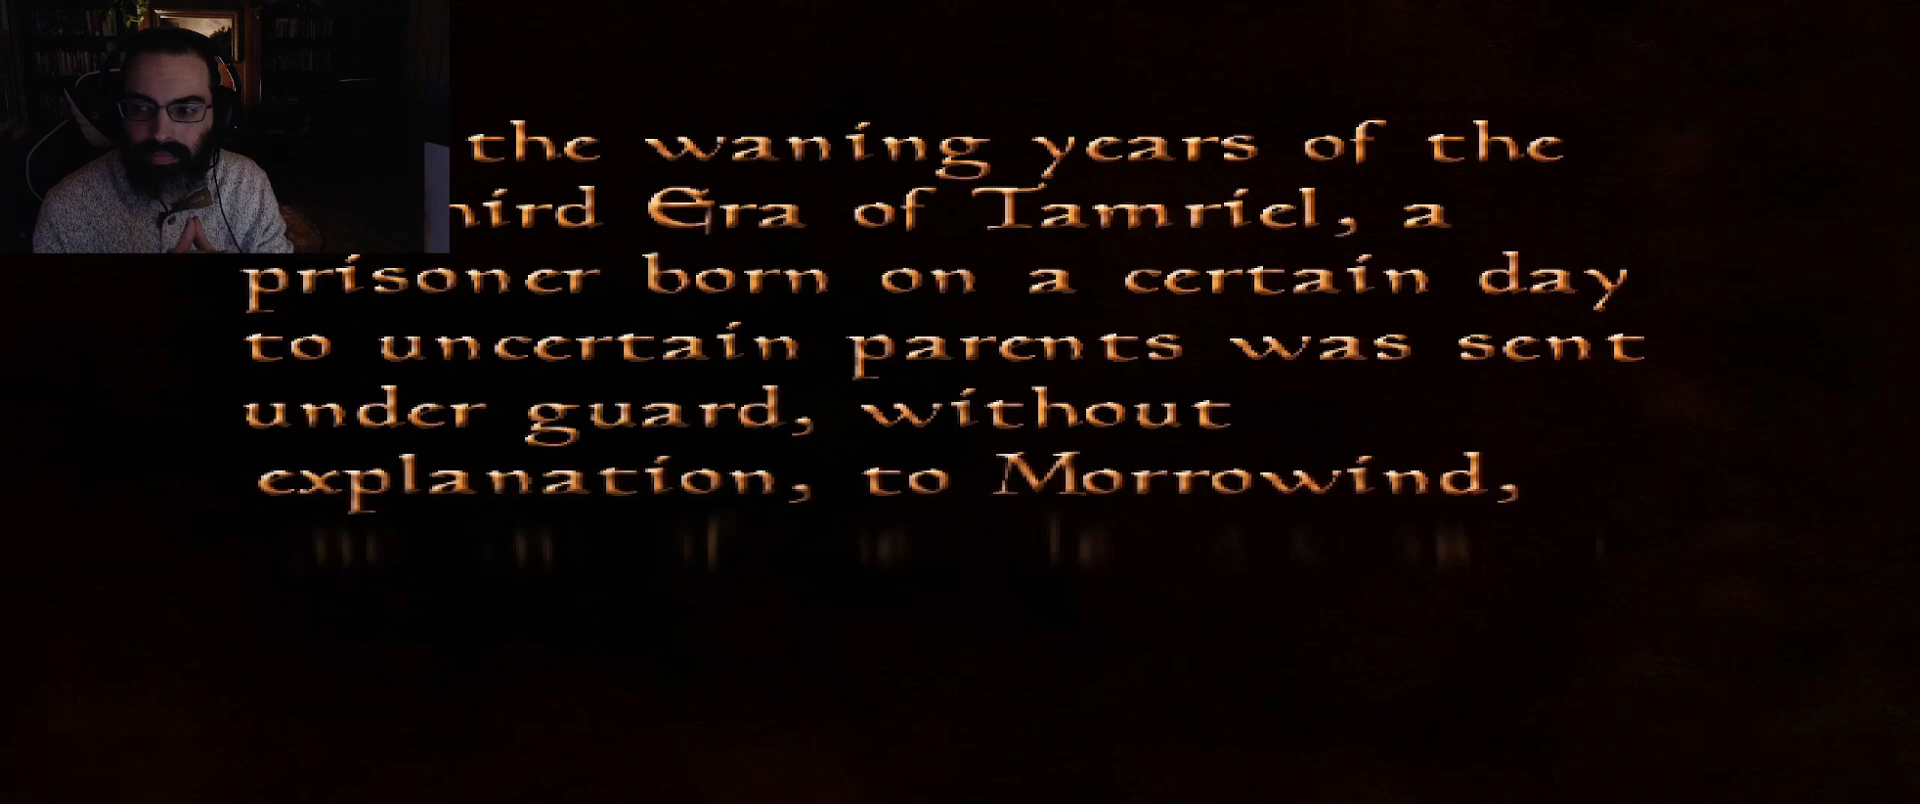 the waning years of the
hird Era of Tamriel, a
prisoner born on a certain day
to uncertain parents was sent
under guard, without
explanation, to Morrowind,